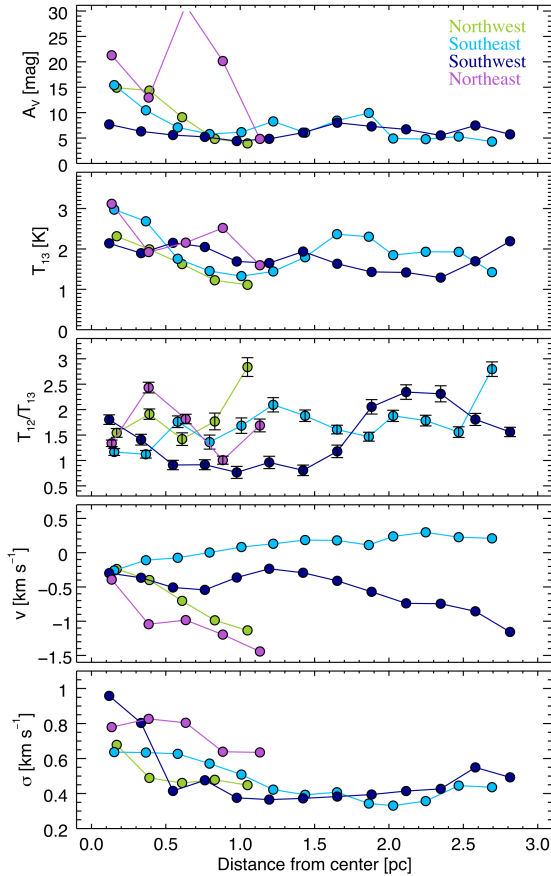 30
25
20
15
10
5
0
A_V [mag]
Northwest
Southeast
Southwest
Northeast
3
2
1
0
T_13 [K]
3
2.5
2
1.5
1
0.5
T_12/T_13
0.5
0
−0.5
−1
−1.5
v [km s⁻¹]
1
0.8
0.6
0.4
0.2
σ [km s⁻¹]
0.0 0.5 1.0 1.5 2.0 2.5 3.0
Distance from center [pc]